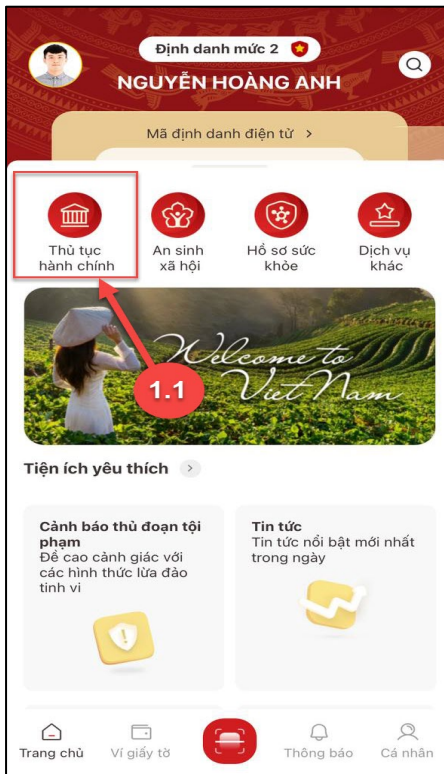 Định danh mức 2
NGUYỄN HOÀNG ANH
Mã định danh điện tử >
Thủ tục
hành chính
An sinh
xã hội
Hồ sơ sức
khỏe
Dịch vụ
khác
Welcome to
Viet Nam
1.1
Tiện ích yêu thích >
Cảnh báo thủ đoạn tội
phạm
Đề cao cảnh giác với
các hình thức lừa đảo
tinh vi
Tin tức
Tin tức nổi bật mới nhất
trong ngày
Trang chủ
Ví giấy tờ
Thông báo
Cá nhân